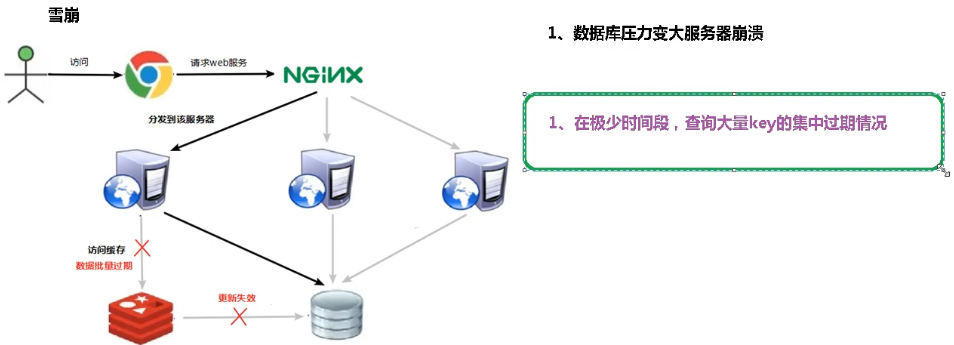 雪崩
1、数据库压力变大服务器崩溃
访问
请求web服务
NGINX
分发到该服务器
1、在极少时间段，查询大量key的集中过期情况
访问缓存
数据批量过期
更新失效